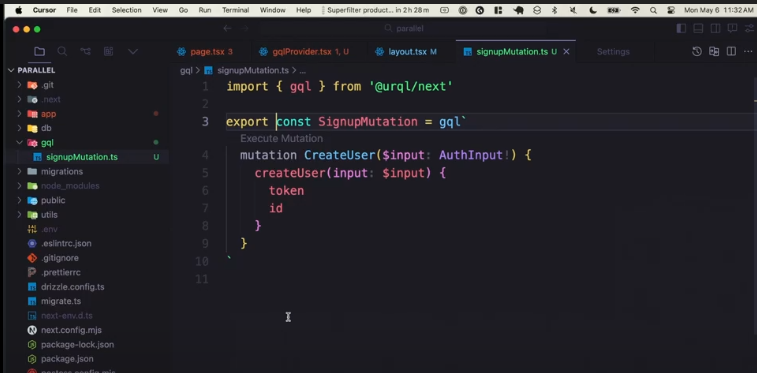 Cursor File Edit Selection View Go Run Terminal Window Help Superfilter product... in 2 h 28 m Mon May 6 11:32 AM
parallel
page.tsx 3 gqlProvider.tsx 1, U layout.tsx M signupMutation.ts U Settings
gql > signupMutation.ts > ...
PARALLEL
.git
.next
app
db
gql
signupMutation.ts U
migrations
node_modules
public
utils
.env
.eslintrc.json
.gitignore
.prettierrc
drizzle.config.ts
migrate.ts
next-env.d.ts
next.config.mjs
package-lock.json
package.json
postcss.config.mjs
1 import { gql } from '@urql/next'
2
3 export const SignupMutation = gql`
Execute Mutation
4 mutation CreateUser($input: AuthInput!) {
5 createUser(input: $input) {
6 token
7 id
8 }
9 }
10 `
11